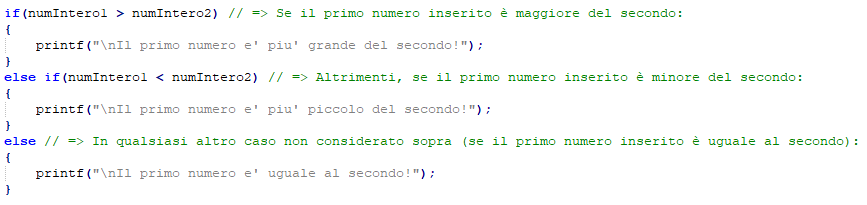 if(numIntero1 > numIntero2) // => Se il primo numero inserito è maggiore del secondo:
{
    printf("\nIl primo numero e' piu' grande del secondo!");
}
else if(numIntero1 < numIntero2) // => Altrimenti, se il primo numero inserito è minore del secondo:
{
    printf("\nIl primo numero e' piu' piccolo del secondo!");
}
else // => In qualsiasi altro caso non considerato sopra (se il primo numero inserito è uguale al secondo):
{
    printf("\nIl primo numero e' uguale al secondo!");
}